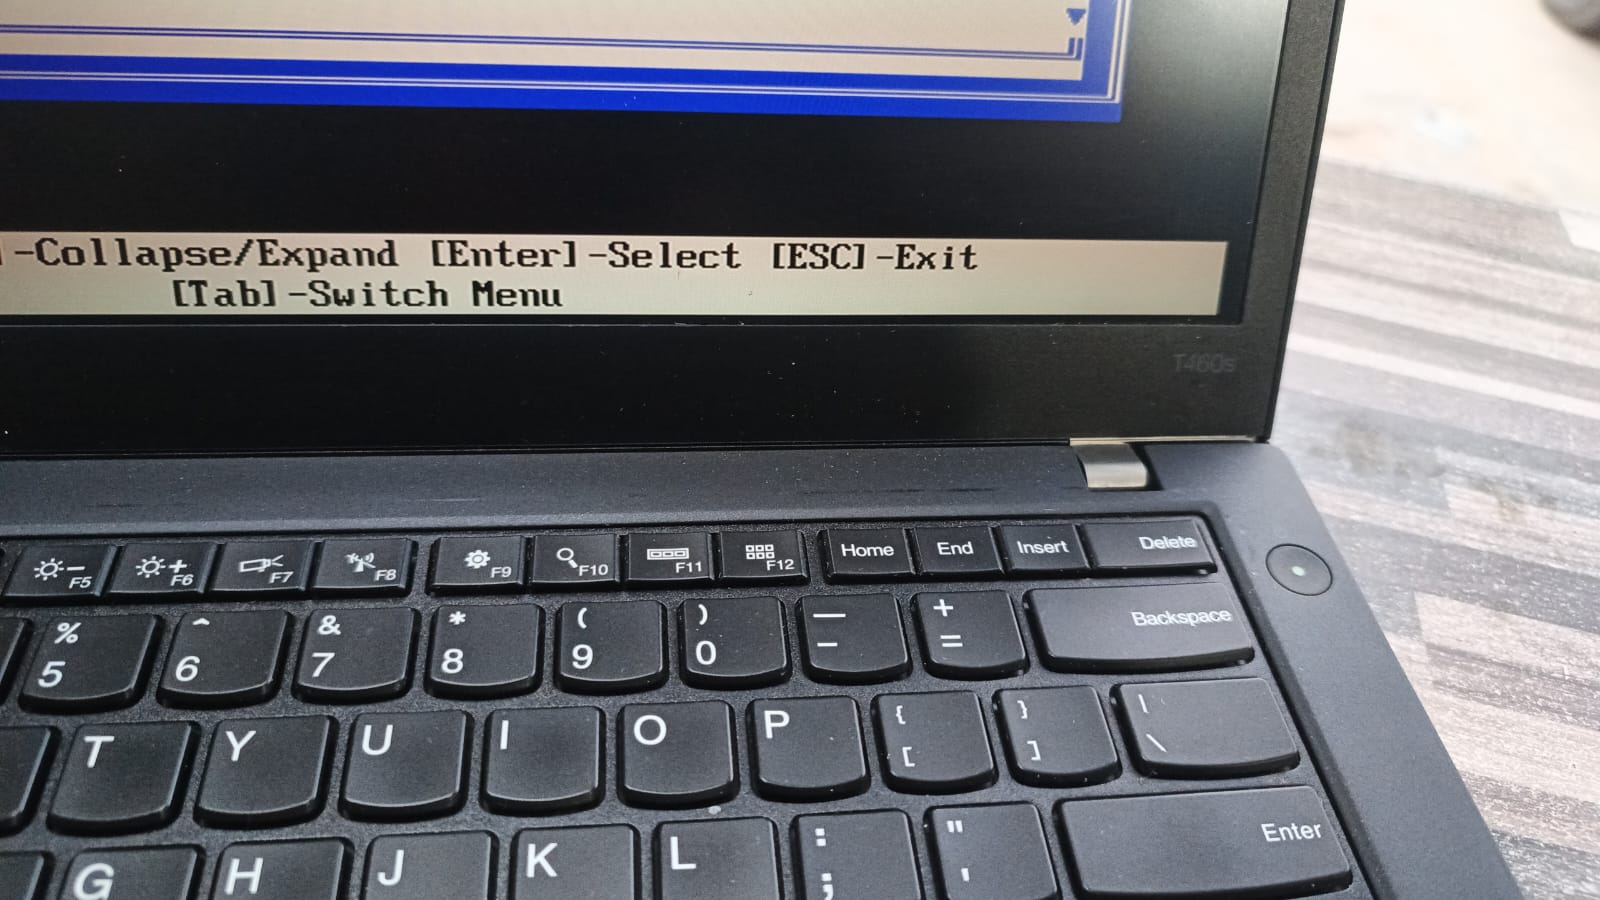 ]-Collapse/Expand [Enter]-Select [ESC]-Exit
[Tab]-Switch Menu
T460s
F5 F6 F7 F8 F9 F10 F11 F12 Home End Insert Delete
% 5 ^ 6 & 7 * 8 ( 9 ) 0 — - + = Backspace
T Y U I O P { [ } ] | \
G H J K L : ; " ' Enter